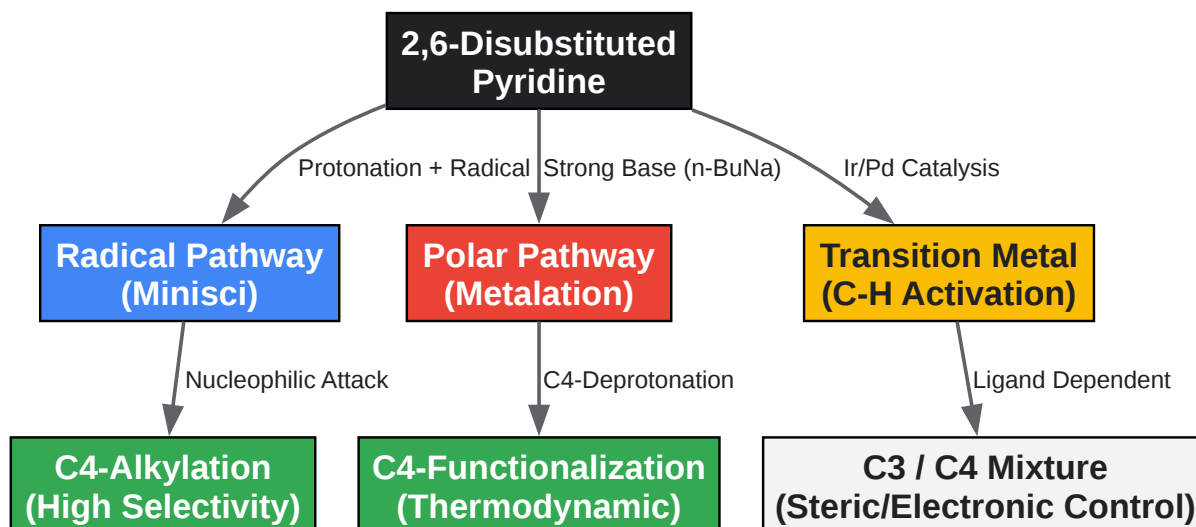 2,6-Disubstituted
Pyridine
Protonation + Radical
Strong Base (n-BuNa)
Ir/Pd Catalysis
Radical Pathway
(Minisci)
Polar Pathway
(Metalation)
Transition Metal
(C-H Activation)
Nucleophilic Attack
C4-Deprotonation
Ligand Dependent
C4-Alkylation
(High Selectivity)
C4-Functionalization
(Thermodynamic)
C3 / C4 Mixture
(Steric/Electronic Control)